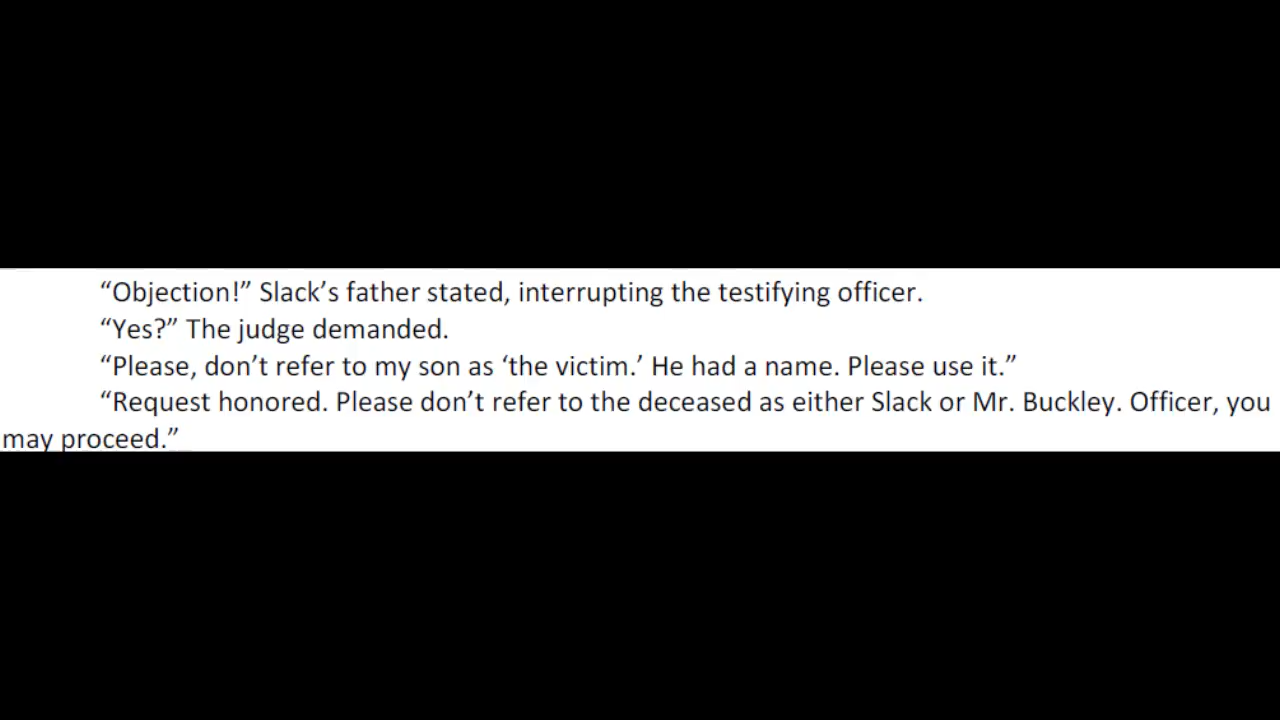 “Objection!” Slack’s father stated, interrupting the testifying officer.
“Yes?” The judge demanded.
“Please, don’t refer to my son as ‘the victim.’ He had a name. Please use it.”
“Request honored. Please don’t refer to the deceased as either Slack or Mr. Buckley. Officer, you
may proceed.”